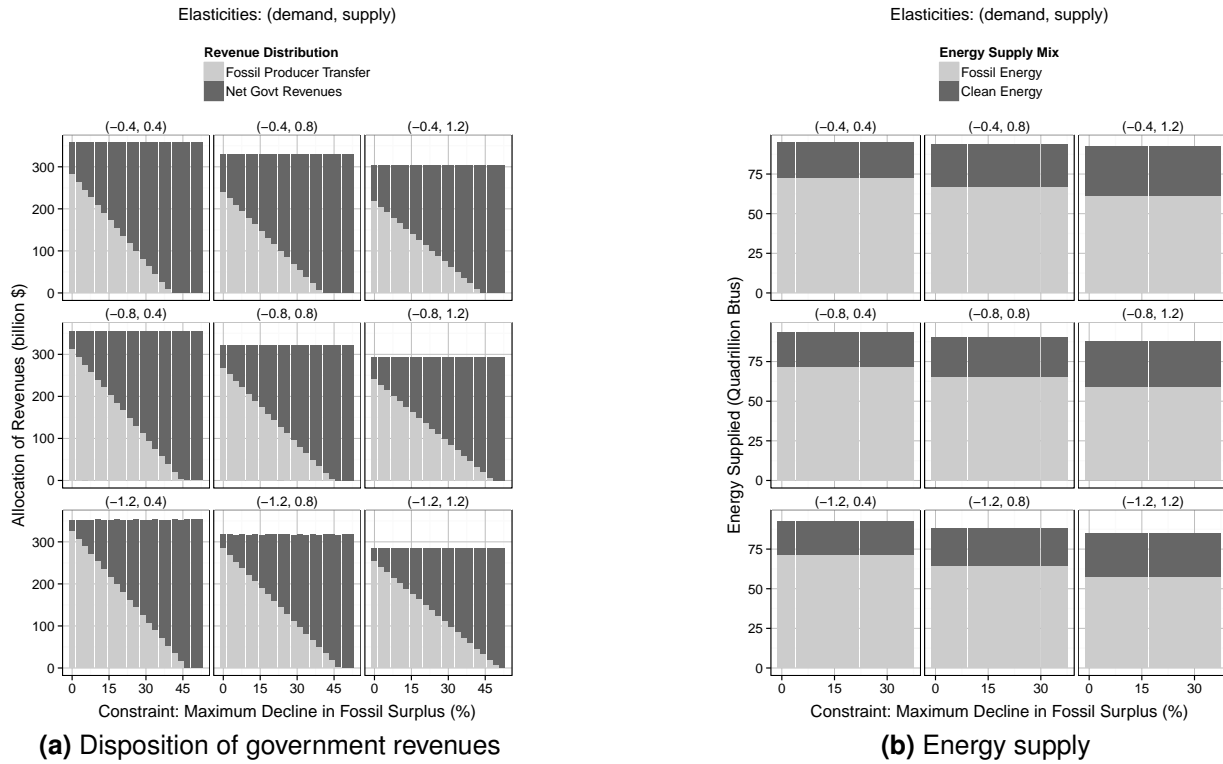 Elasticities: (demand, supply)
Revenue Distribution
Fossil Producer Transfer
Net Govt Revenues
(−0.4, 0.4) (−0.4, 0.8) (−0.4, 1.2)
300
200
100
0
(−0.8, 0.4) (−0.8, 0.8) (−0.8, 1.2)
300
200
100
0
(−1.2, 0.4) (−1.2, 0.8) (−1.2, 1.2)
300
200
100
0
Allocation of Revenues (billion $)
0 15 30 45 0 15 30 45 0 15 30 45
Constraint: Maximum Decline in Fossil Surplus (%)
(a) Disposition of government revenues
Elasticities: (demand, supply)
Energy Supply Mix
Fossil Energy
Clean Energy
(−0.4, 0.4) (−0.4, 0.8) (−0.4, 1.2)
75
50
25
0
(−0.8, 0.4) (−0.8, 0.8) (−0.8, 1.2)
75
50
25
0
(−1.2, 0.4) (−1.2, 0.8) (−1.2, 1.2)
75
50
25
0
Energy Supplied (Quadrillion Btus)
0 10 20 30 0 10 20 30 0 10 20 30
Constraint: Maximum Decline in Fossil Surplus (%)
(b) Energy supply